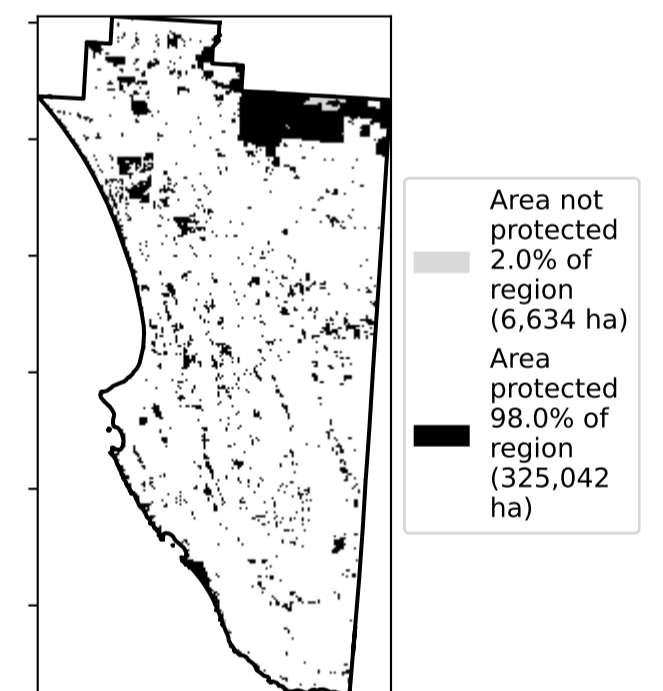 Area not
protected
2.0% of
region
(6,634 ha)
Area
protected
98.0% of
region
(325,042
ha)